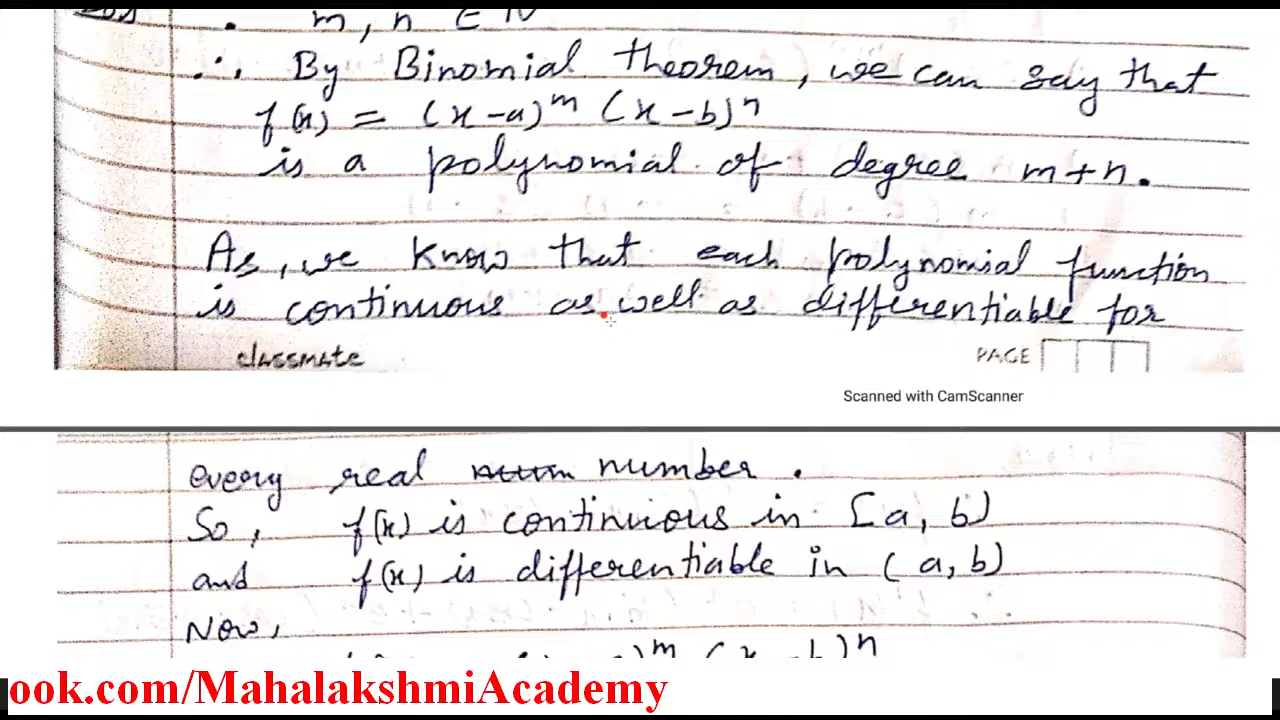 m, n ∈ N
∴ By Binomial theorem, we can say that
f(x) = (x-a)^m (x-b)^n
is a polynomial of degree m+n.
As, we know that each polynomial function
is continuous as well as differentiable for
classmate PAGE
Scanned with CamScanner
every real number.
So, f(x) is continuous in [a, b]
and f(x) is differentiable in (a, b)
Now,
)^m (x-b)^n
ook.com/MahalakshmiAcademy